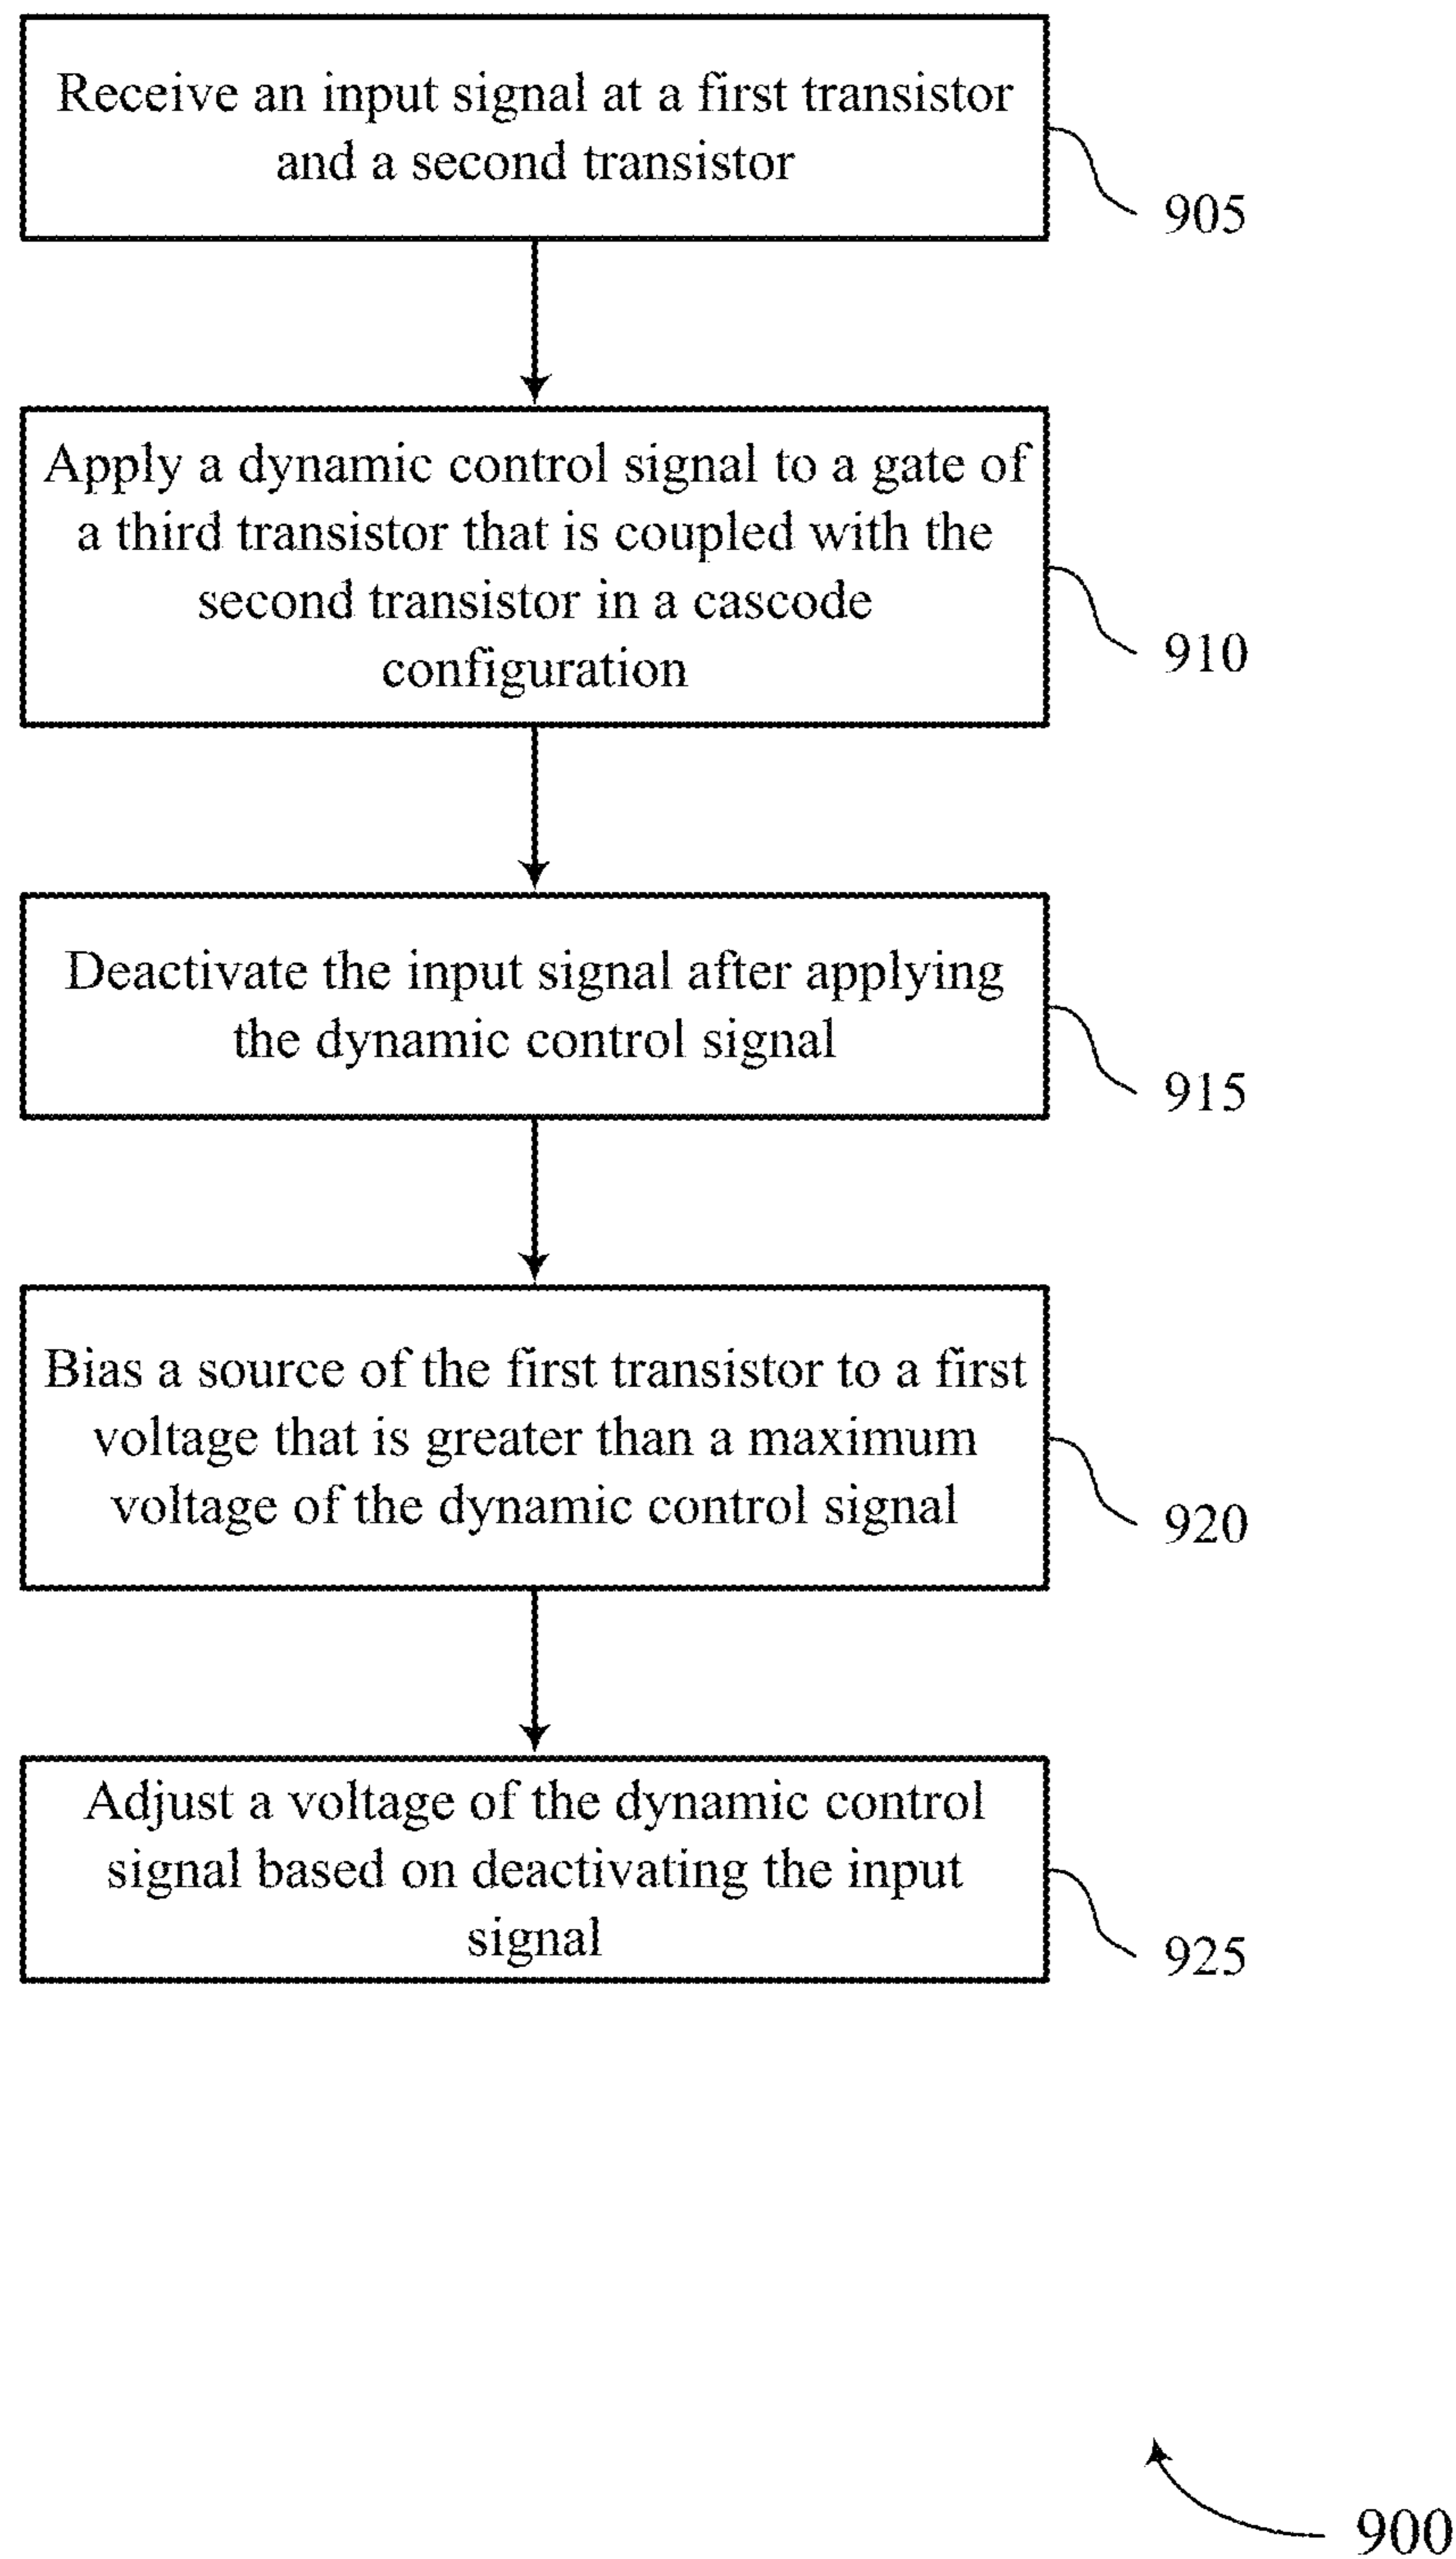 Receive an input signal at a first transistor
and a second transistor
905
Apply a dynamic control signal to a gate of
a third transistor that is coupled with the
second transistor in a cascode
configuration
910
Deactivate the input signal after applying
the dynamic control signal
915
Bias a source of the first transistor to a first
voltage that is greater than a maximum
voltage of the dynamic control signal
920
Adjust a voltage of the dynamic control
signal based on deactivating the input
signal
925
900